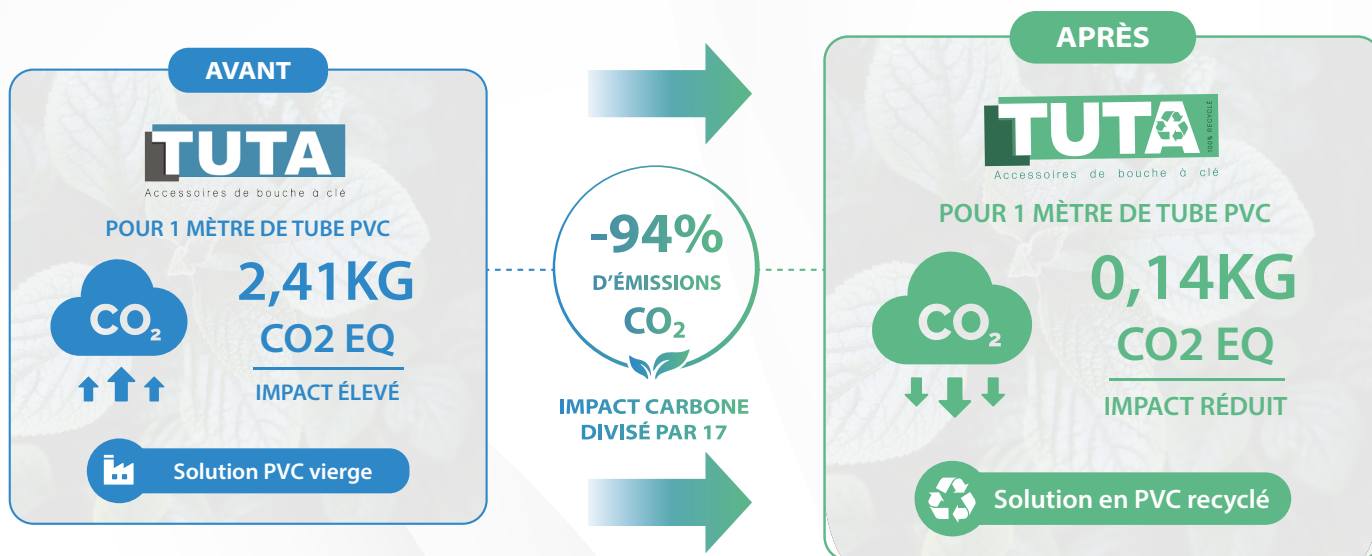 AVANT
TUTA
Accessoires de bouche à clé
POUR 1 MÈTRE DE TUBE PVC
CO₂
2,41KG
CO2 EQ
IMPACT ÉLEVÉ
Solution PVC vierge
-94%
D'ÉMISSIONS
CO₂
IMPACT CARBONE
DIVISÉ PAR 17
APRÈS
TUTA
100% RECYCLÉ
Accessoires de bouche à clé
POUR 1 MÈTRE DE TUBE PVC
CO₂
0,14KG
CO2 EQ
IMPACT RÉDUIT
Solution en PVC recyclé